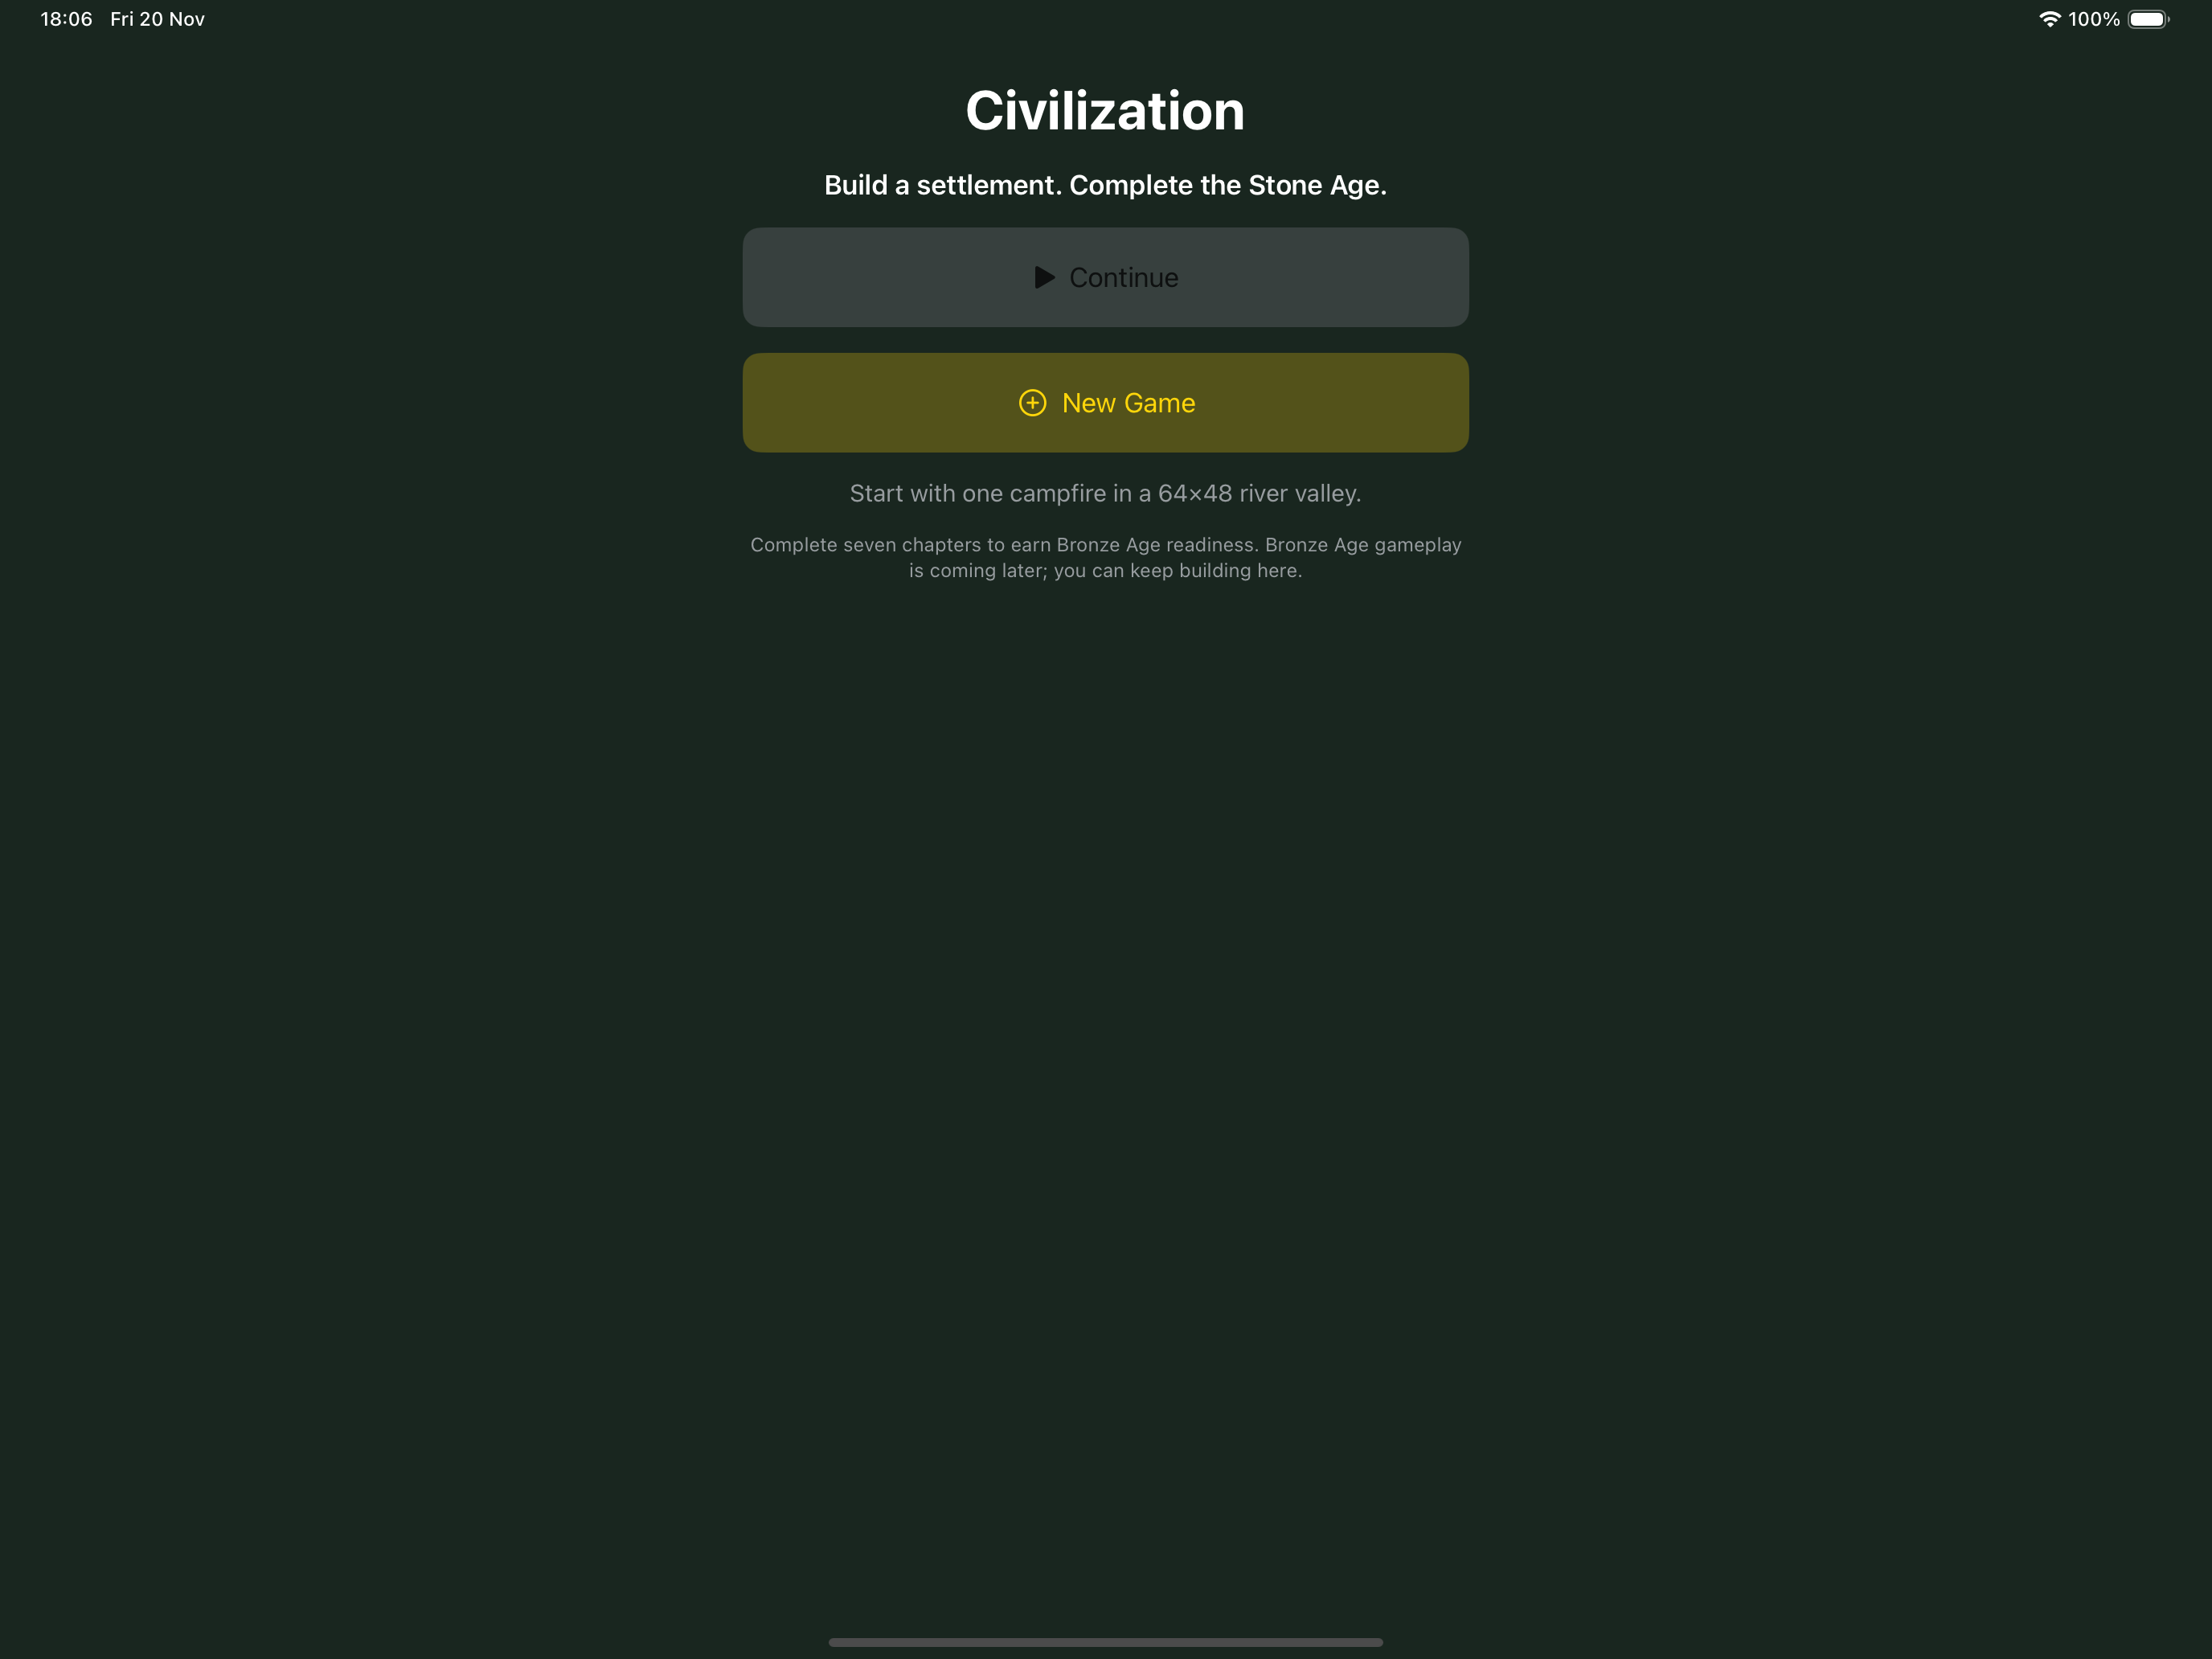 18:06 Fri 20 Nov
100%
Civilization
Build a settlement. Complete the Stone Age.
Continue
New Game
Start with one campfire in a 64×48 river valley.
Complete seven chapters to earn Bronze Age readiness. Bronze Age gameplay
is coming later; you can keep building here.